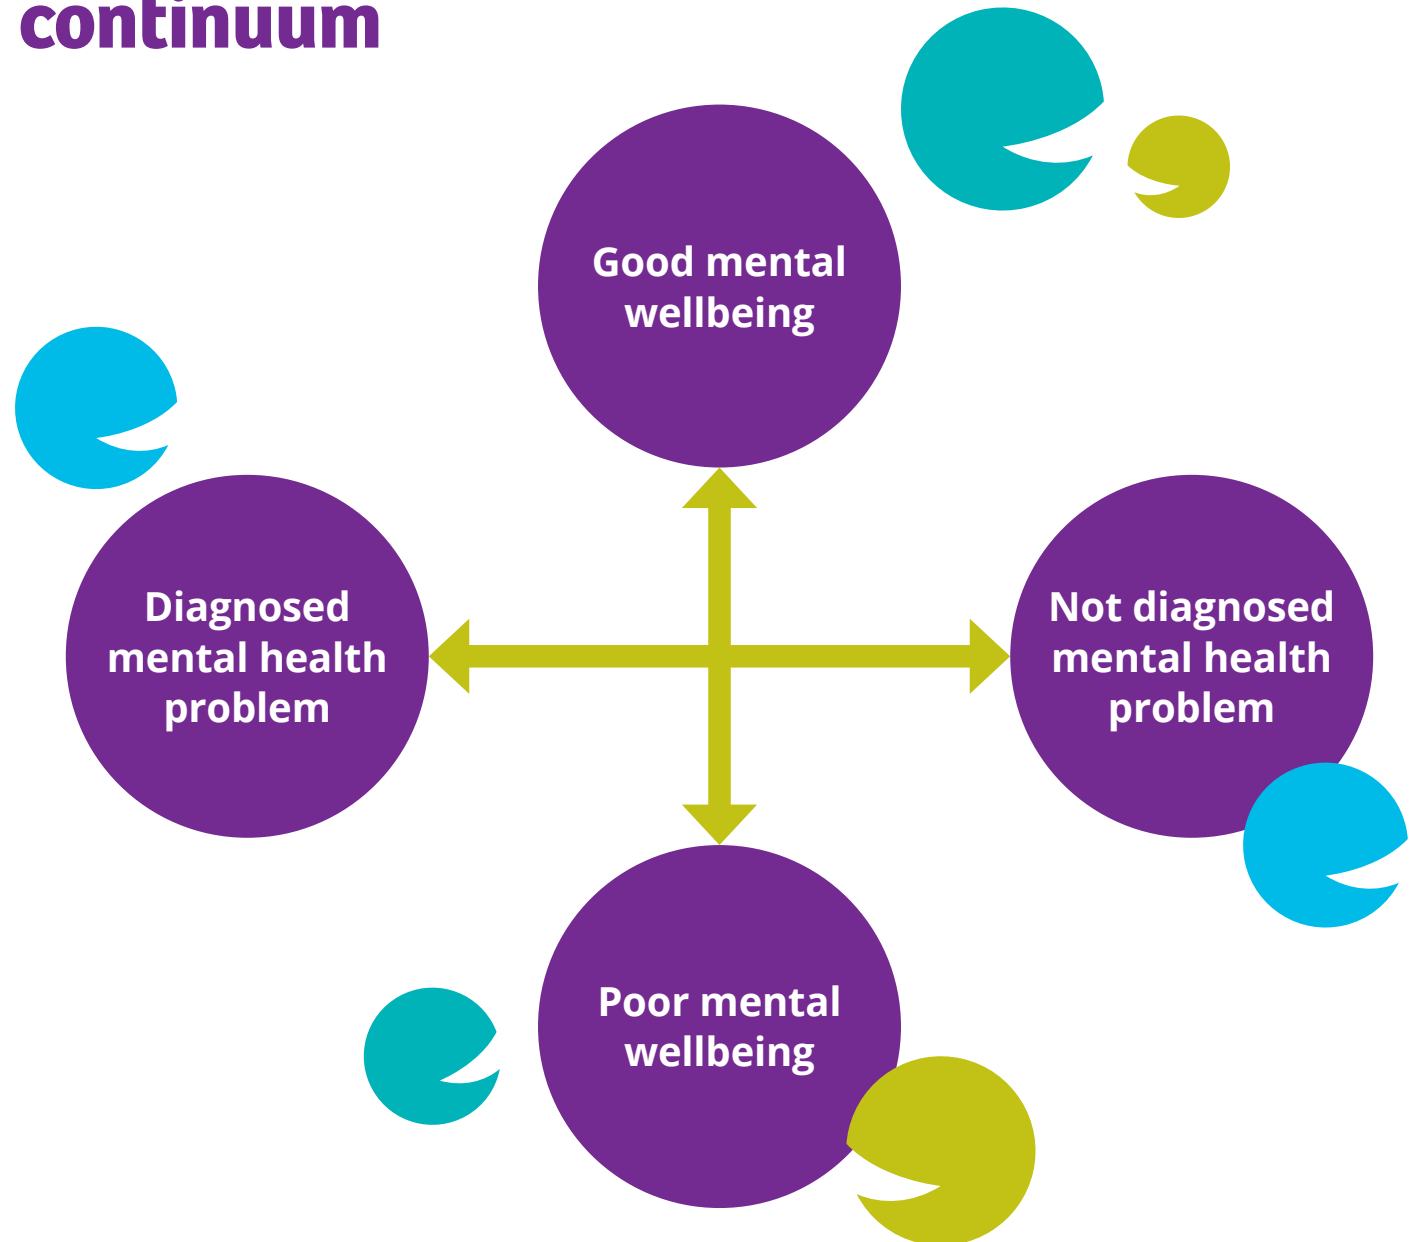 continuum
Good mental
wellbeing
Diagnosed
mental health
problem
Not diagnosed
mental health
problem
Poor mental
wellbeing